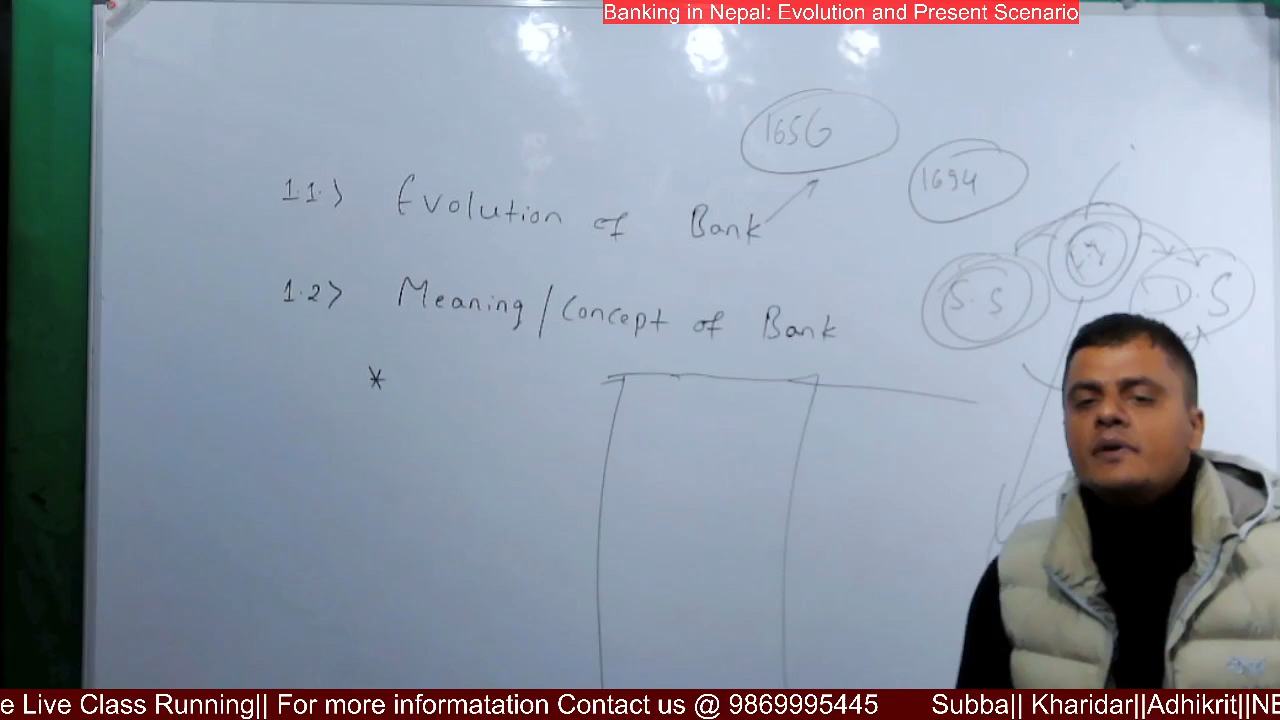 Banking in Nepal: Evolution and Present Scenario
1656
1694
1.1> Evolution of Bank
1.2> Meaning/Concept of Bank
S.S
D.S
*
e Live Class Running|| For more informatation Contact us @ 9869995445 Subba|| Kharidar||Adhikrit||NE